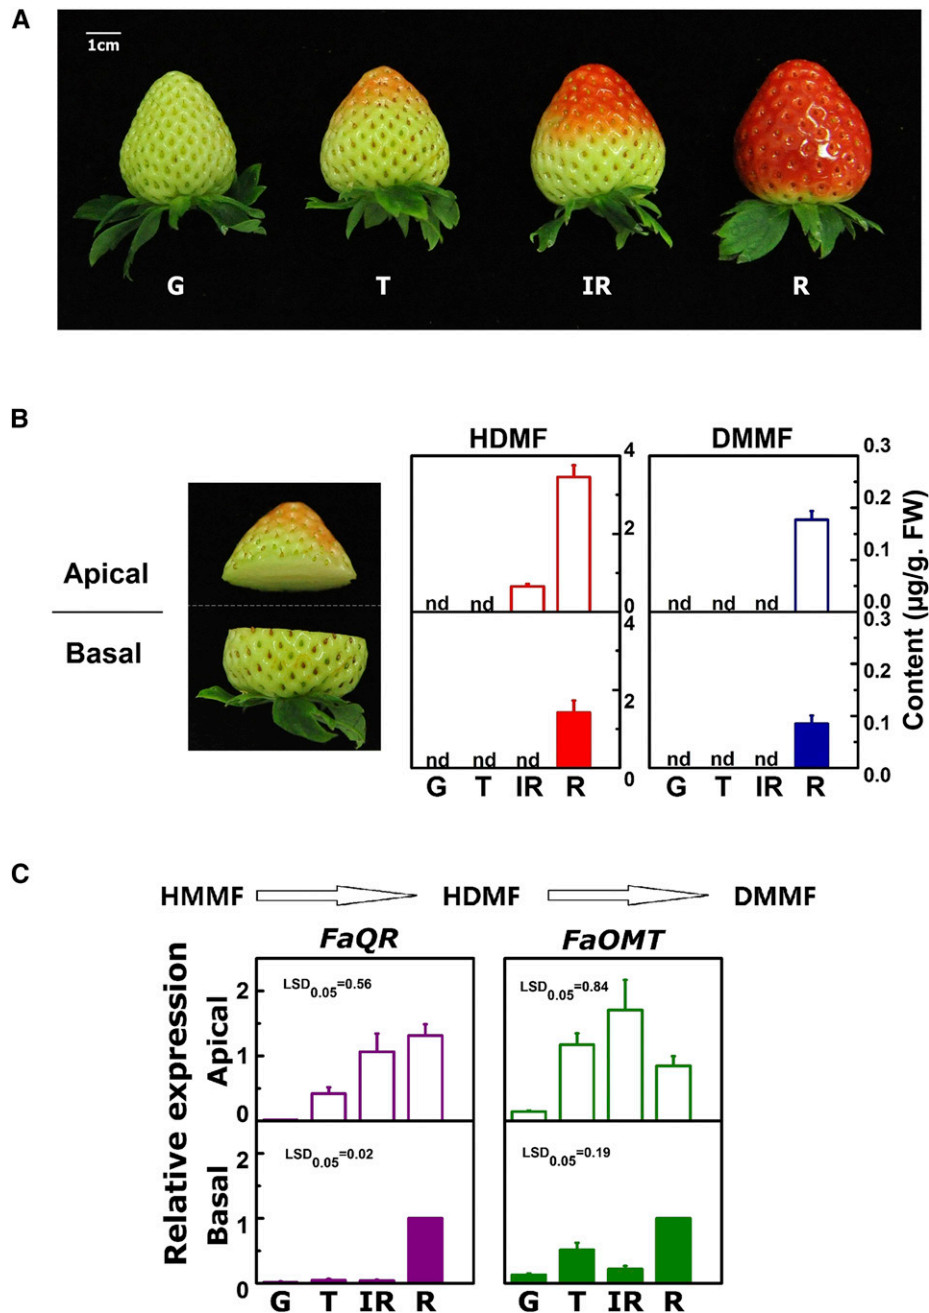 A
1cm
G T IR R
B
HDMF DMMF
Apical
Basal
4
2
0
4
2
0
0.3
0.2
0.1
0.0
0.3
0.2
0.1
0.0
nd nd
nd nd nd
nd nd nd
nd nd nd
G T IR R
G T IR R
Content (µg/g. FW)
C
HMMF HDMF DMMF
FaQR FaOMT
Relative expression
Apical
Basal
2
1
0
2
1
0
LSD0.05=0.56
LSD0.05=0.84
LSD0.05=0.02
LSD0.05=0.19
G T IR R
G T IR R